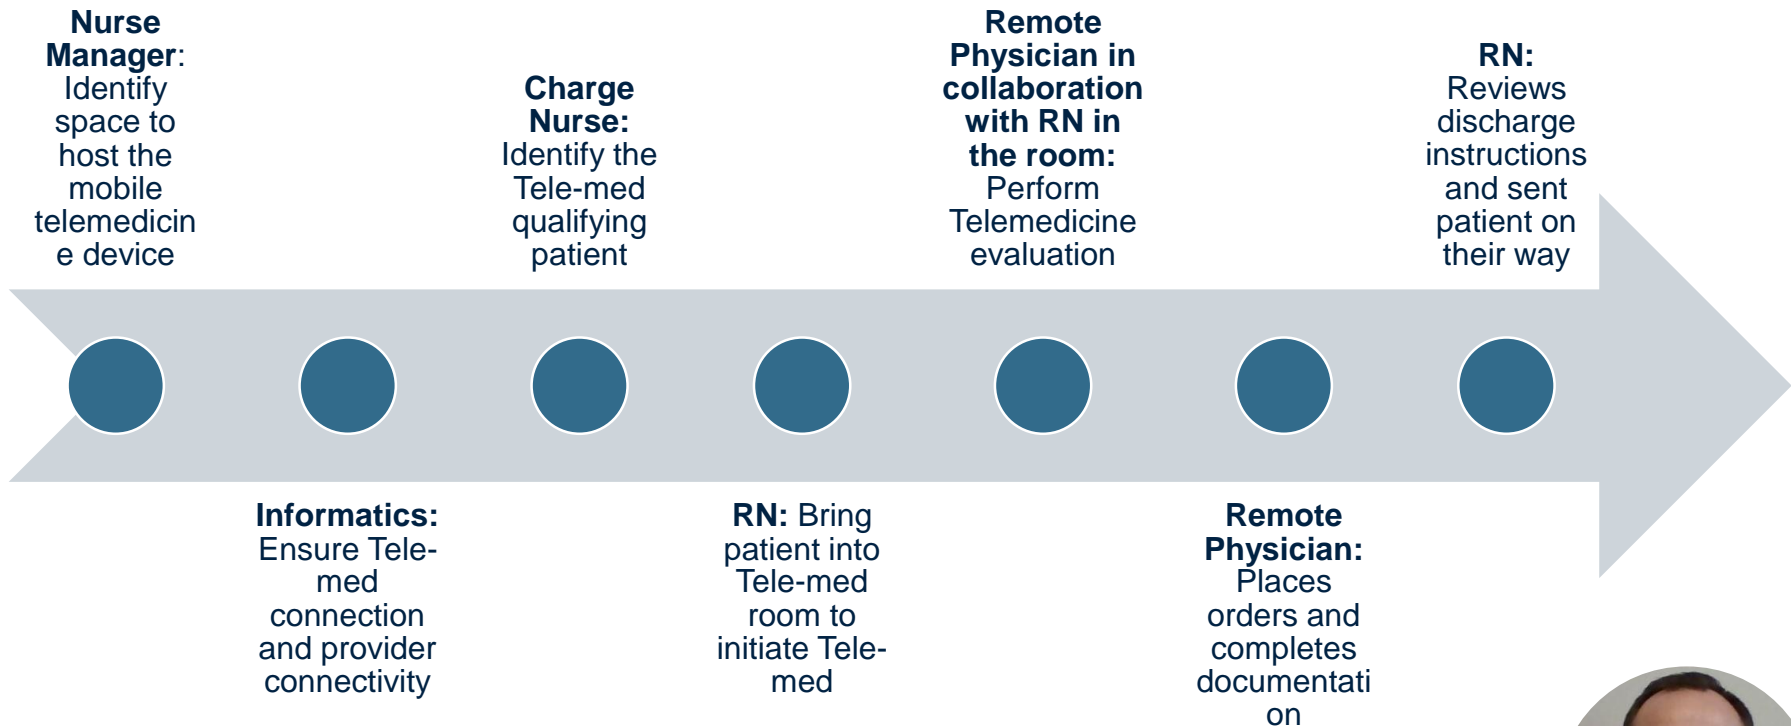 Nurse
Manager:
Identify
space to
host the
mobile
telemedicin
e device
Informatics:
Ensure Tele-
med
connection
and provider
connectivity
Charge
Nurse:
Identify the
Tele-med
qualifying
patient
RN: Bring
patient into
Tele-med
room to
initiate Tele-
med
Remote
Physician in
collaboration
with RN in
the room:
Perform
Telemedicine
evaluation
Remote
Physician:
Places
orders and
completes
documentati
on
RN:
Reviews
discharge
instructions
and sent
patient on
their way